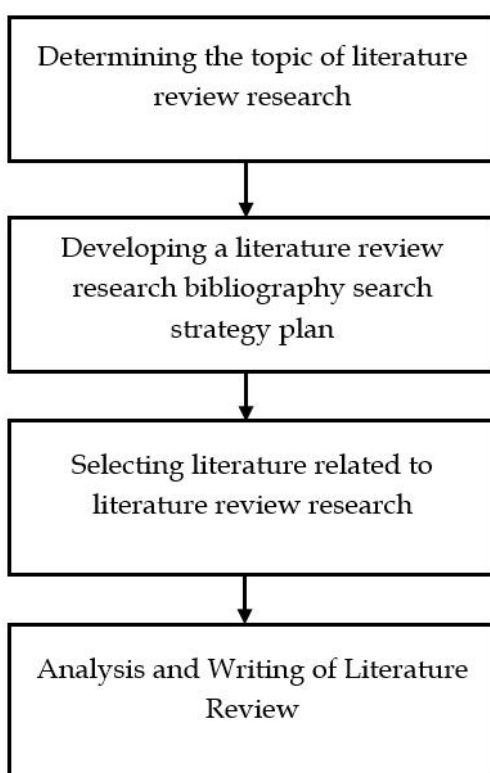 Determining the topic of literature
review research
Developing a literature review
research bibliography search
strategy plan
Selecting literature related to
literature review research
Analysis and Writing of Literature
Review